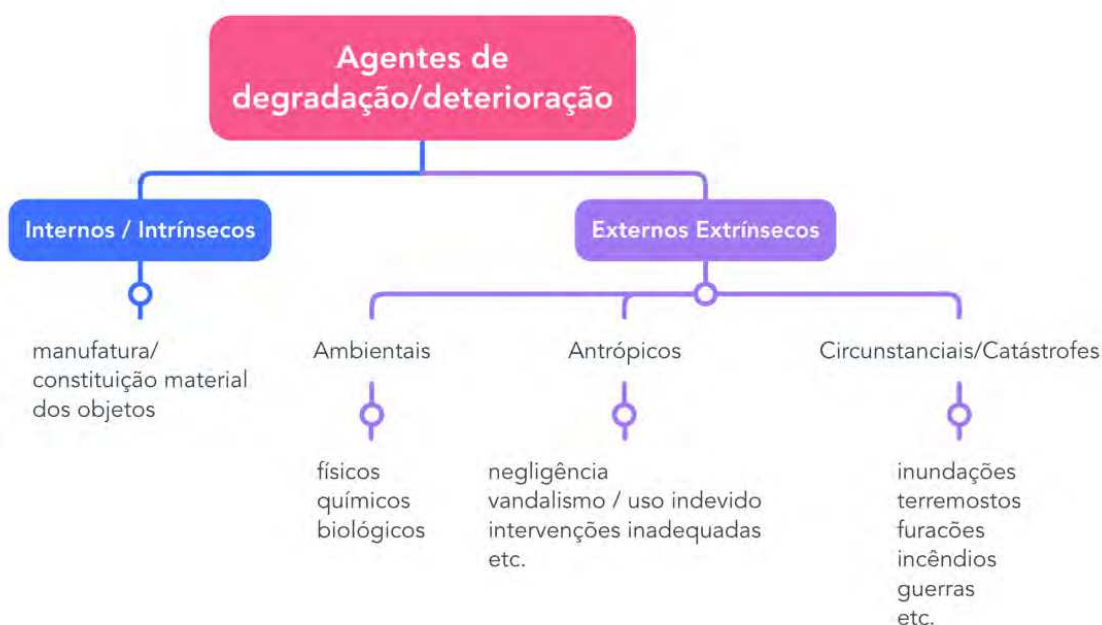 Agentes de
degradação/deterioração
Internos / Intrínsecos
Externos Extrínsecos
manufatura/
constituição material
dos objetos
Ambientais
Antrópicos
Circunstanciais/Catástrofes
físicos
químicos
biológicos
negligência
vandalismo / uso indevido
intervenções inadequadas
etc.
inundações
terremostos
furacões
incêndios
guerras
etc.